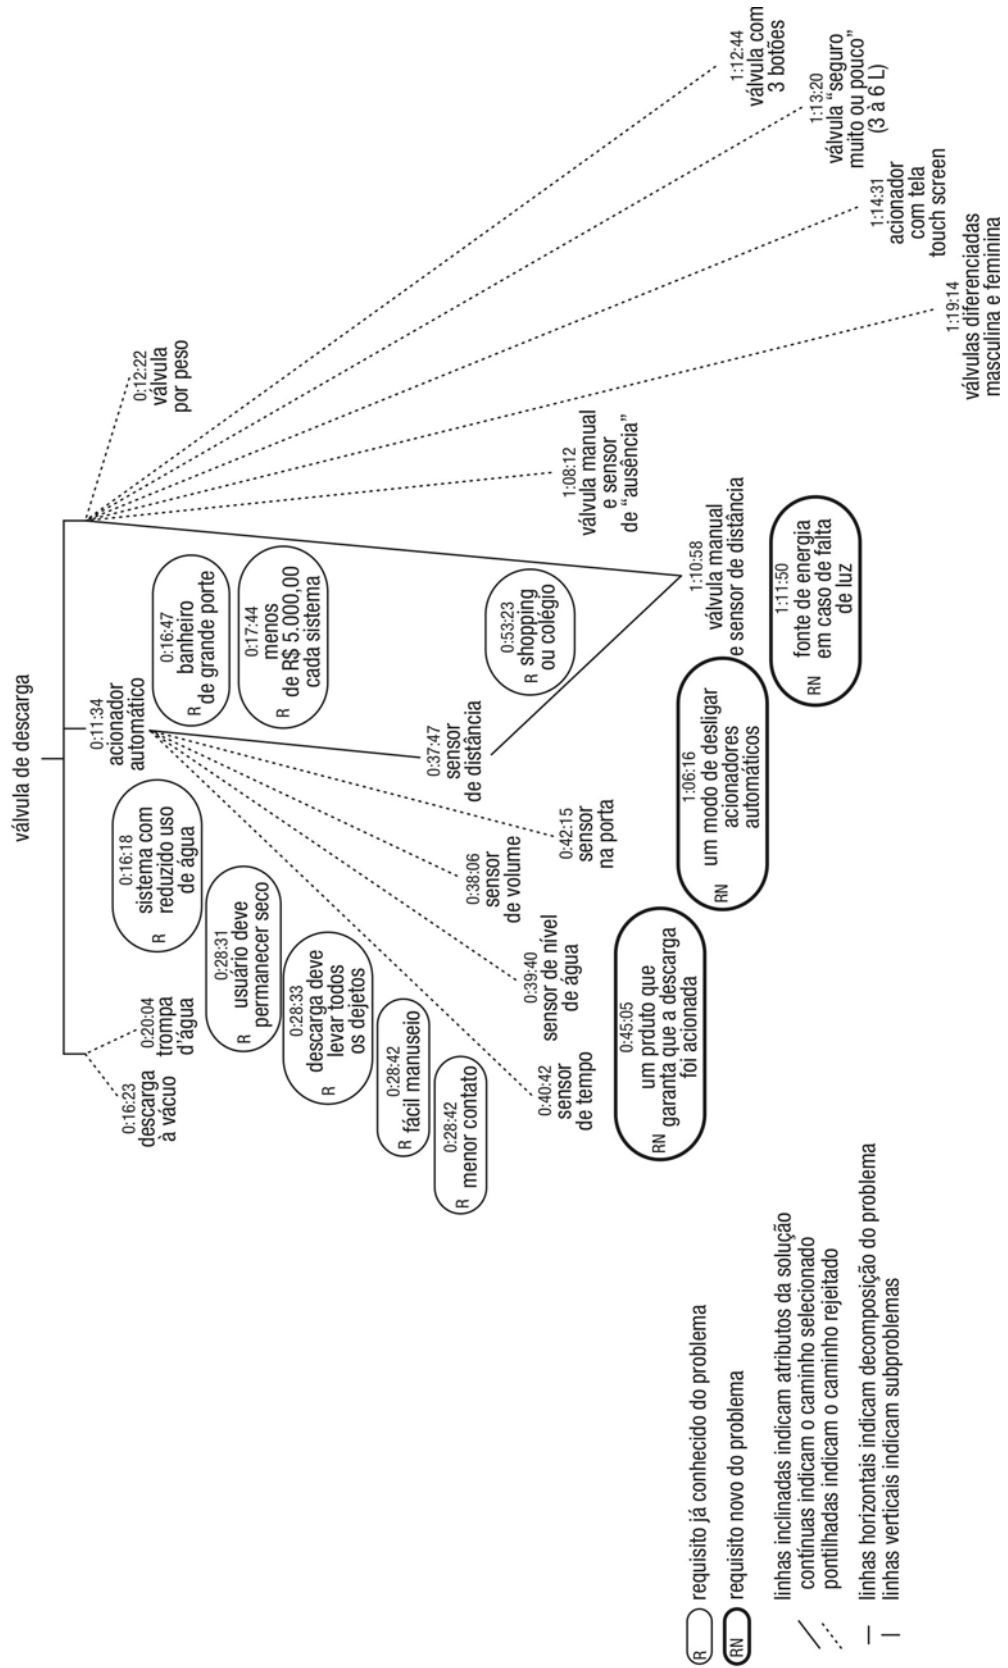 válvula de descarga
0:16:23
descarga
à vácuo
0:20:04
trompa
d'água
0:11:34
acionador
automático
0:12:22
válvula
por peso
R
0:16:18
sistema com
reduzido uso
de água
R
0:16:47
banheiro
de grande porte
R
0:17:44
menos
de R$ 5.000,00
cada sistema
R
0:28:31
usuário deve
permanecer seco
R
0:28:33
descarga deve
levar todos
os dejetos
R
0:28:42
fácil manuseio
R
0:28:42
menor contato
0:37:47
sensor
de distância
0:38:06
sensor
de volume
0:39:40
sensor de nível
de água
0:40:42
sensor
de tempo
0:42:15
sensor
na porta
R
0:53:23
shopping
ou colégio
RN
0:45:05
um prduto que
garanta que a descarga
foi acionada
RN
1:06:16
um modo de desligar
acionadores
automáticos
1:08:12
válvula manual
e sensor
de “ausência”
1:10:58
válvula manual
e sensor de distância
RN
1:11:50
fonte de energia
em caso de falta
de luz
1:12:44
válvula com
3 botões
1:13:20
válvula “seguro
muito ou pouco”
(3 à 6 L)
1:14:31
acionador
com tela
touch screen
1:19:14
válvulas diferenciadas
masculina e feminina
R requisito já conhecido do problema
RN requisito novo do problema
linhas inclinadas indicam atributos da solução
contínuas indicam o caminho selecionado
pontilhadas indicam o caminho rejeitado
linhas horizontais indicam decomposição do problema
linhas verticais indicam subproblemas